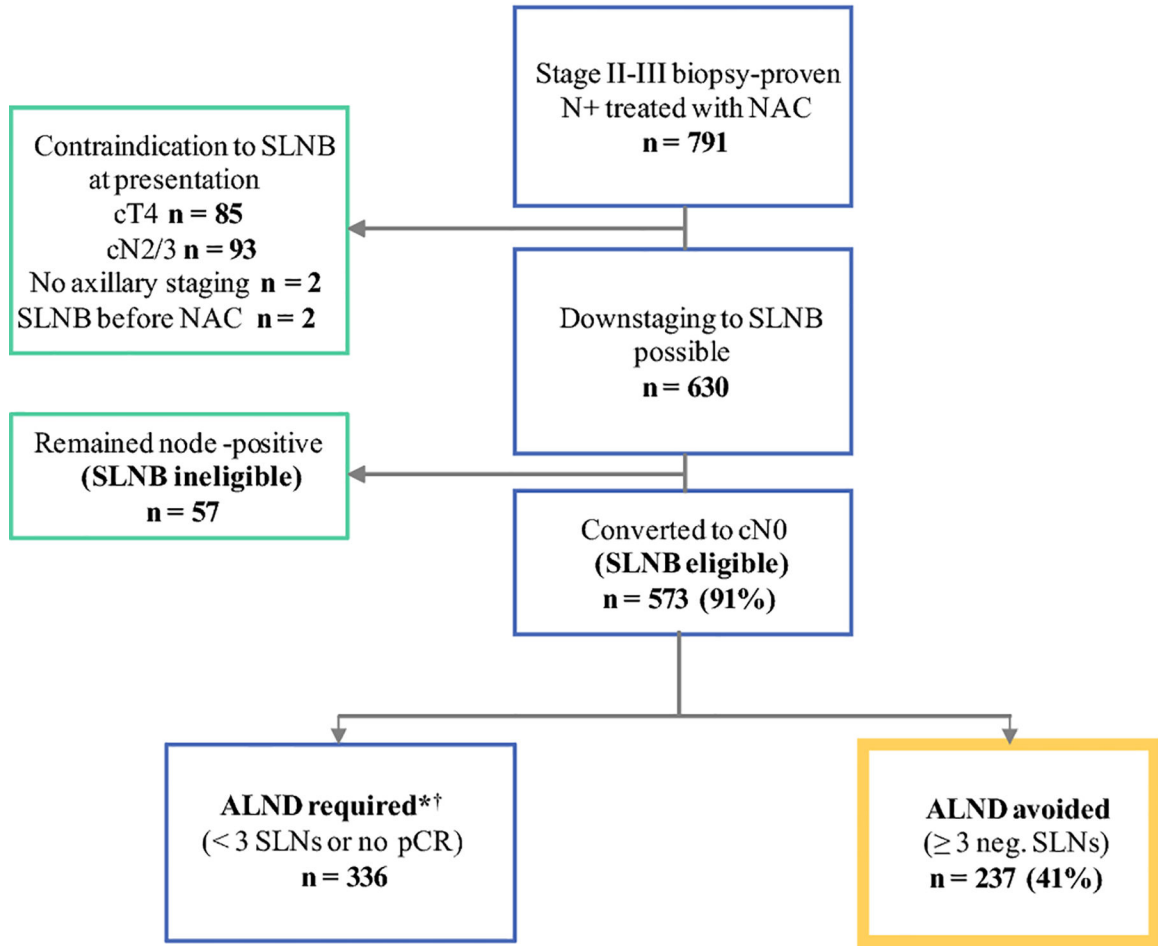 Stage II-III biopsy-proven
N+ treated with NAC
n = 791
Contraindication to SLNB
at presentation
cT4 n = 85
cN2/3 n = 93
No axillary staging n = 2
SLNB before NAC n = 2
Downstaging to SLNB
possible
n = 630
Remained node -positive
(SLNB ineligible)
n = 57
Converted to cN0
(SLNB eligible)
n = 573 (91%)
ALND required*†
(< 3 SLNs or no pCR)
n = 336
ALND avoided
(≥ 3 neg. SLNs)
n = 237 (41%)